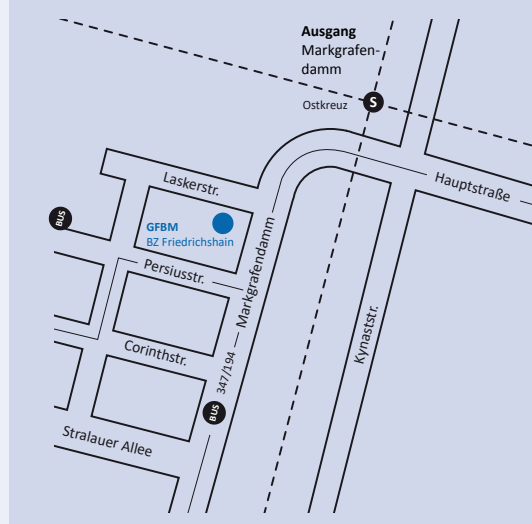 Ausgang
Markgrafen-
damm
Ostkreuz
S
Hauptstraße
Laskerstr.
BUS
GFBM
BZ Friedrichshain
Persiusstr.
Markgrafendamm
Kynaststr.
Corinthstr.
347/194
BUS
Stralauer Allee